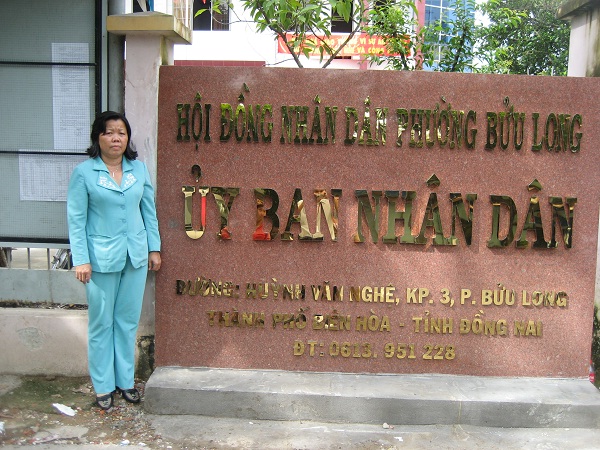 HỘI ĐỒNG NHÂN DÂN PHƯỜNG BỬU LONG
ỦY BAN NHÂN DÂN
ĐƯỜNG: HUỲNH VĂN NGHỆ, KP. 3, P. BỬU LONG
THÀNH PHỐ BIÊN HÒA - TỈNH ĐỒNG NAI
ĐT: 0613. 951 228